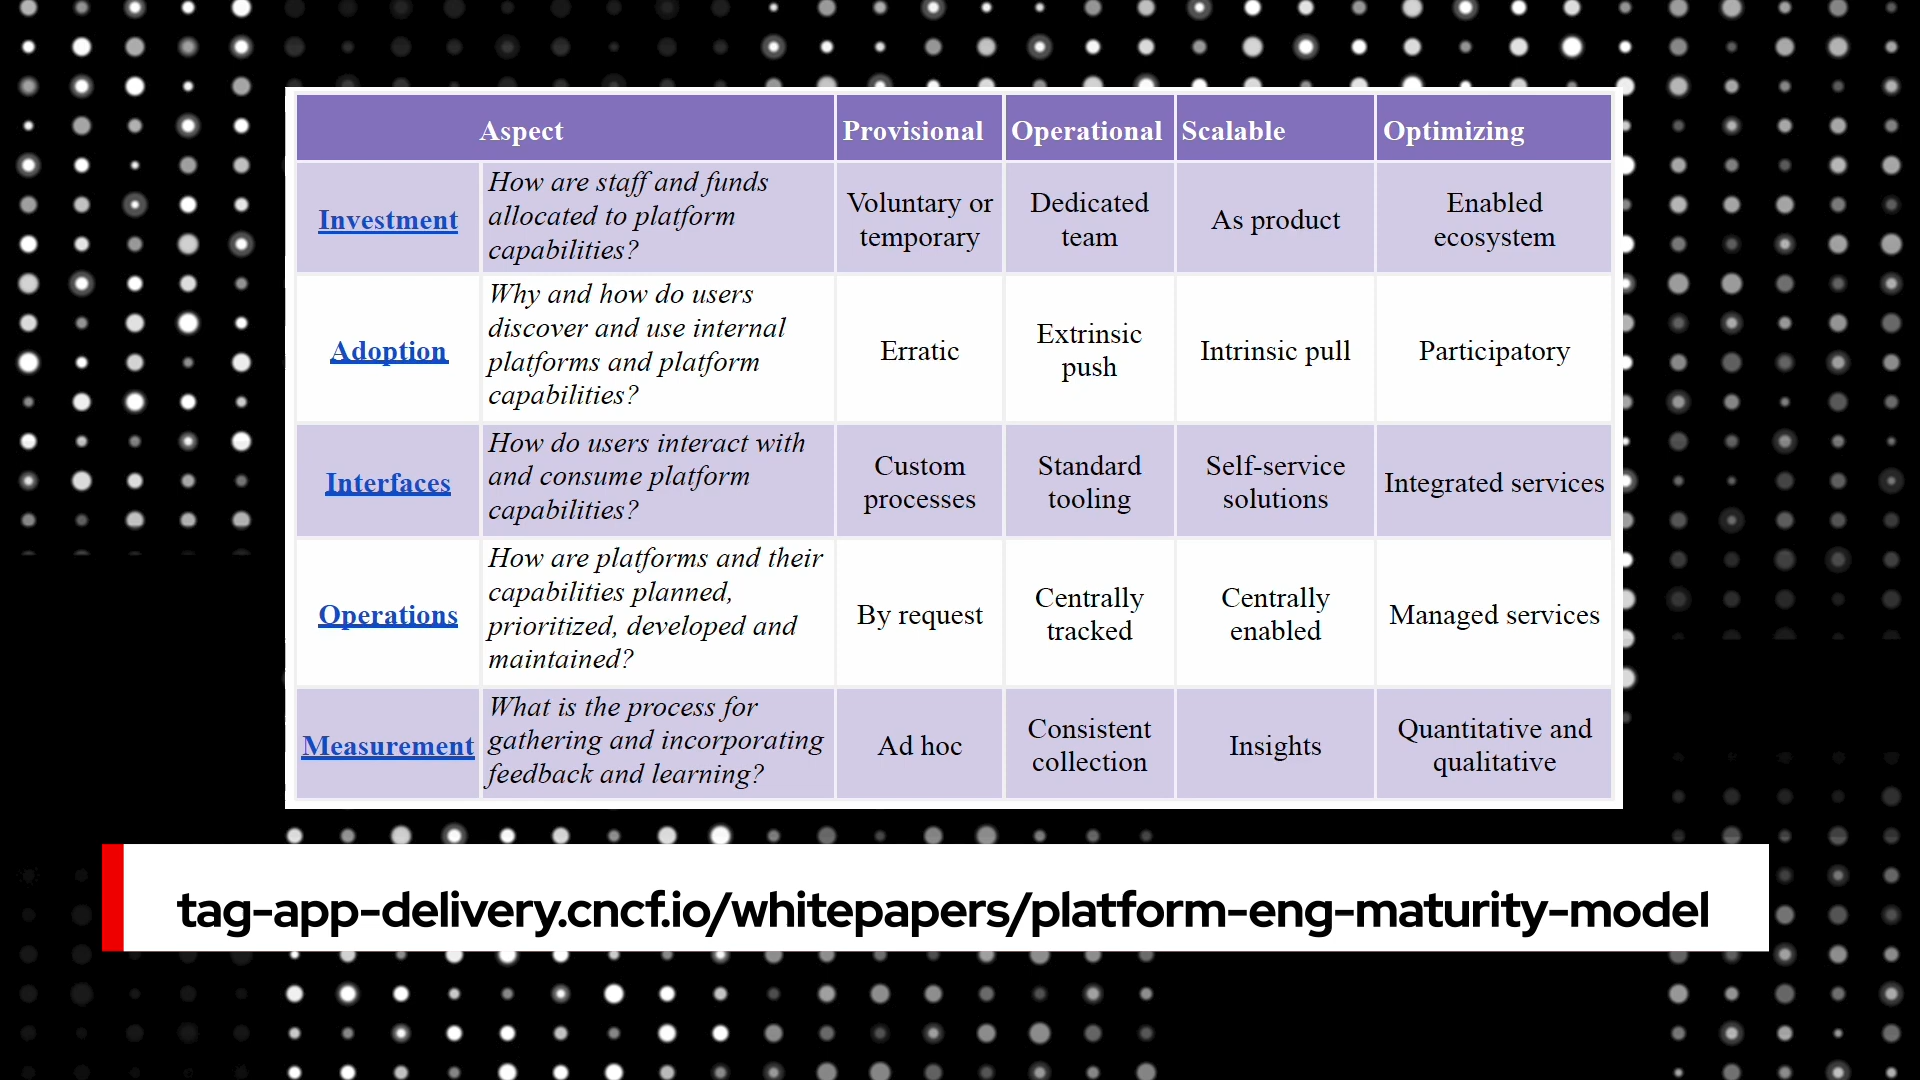 Aspect Provisional Operational Scalable Optimizing
Investment
How are staff and funds
allocated to platform
capabilities?
Voluntary or
temporary
Dedicated
team
As product
Enabled
ecosystem
Adoption
Why and how do users
discover and use internal
platforms and platform
capabilities?
Erratic
Extrinsic
push
Intrinsic pull
Participatory
Interfaces
How do users interact with
and consume platform
capabilities?
Custom
processes
Standard
tooling
Self-service
solutions
Integrated services
Operations
How are platforms and their
capabilities planned,
prioritized, developed and
maintained?
By request
Centrally
tracked
Centrally
enabled
Managed services
Measurement
What is the process for
gathering and incorporating
feedback and learning?
Ad hoc
Consistent
collection
Insights
Quantitative and
qualitative
tag-app-delivery.cncf.io/whitepapers/platform-eng-maturity-model